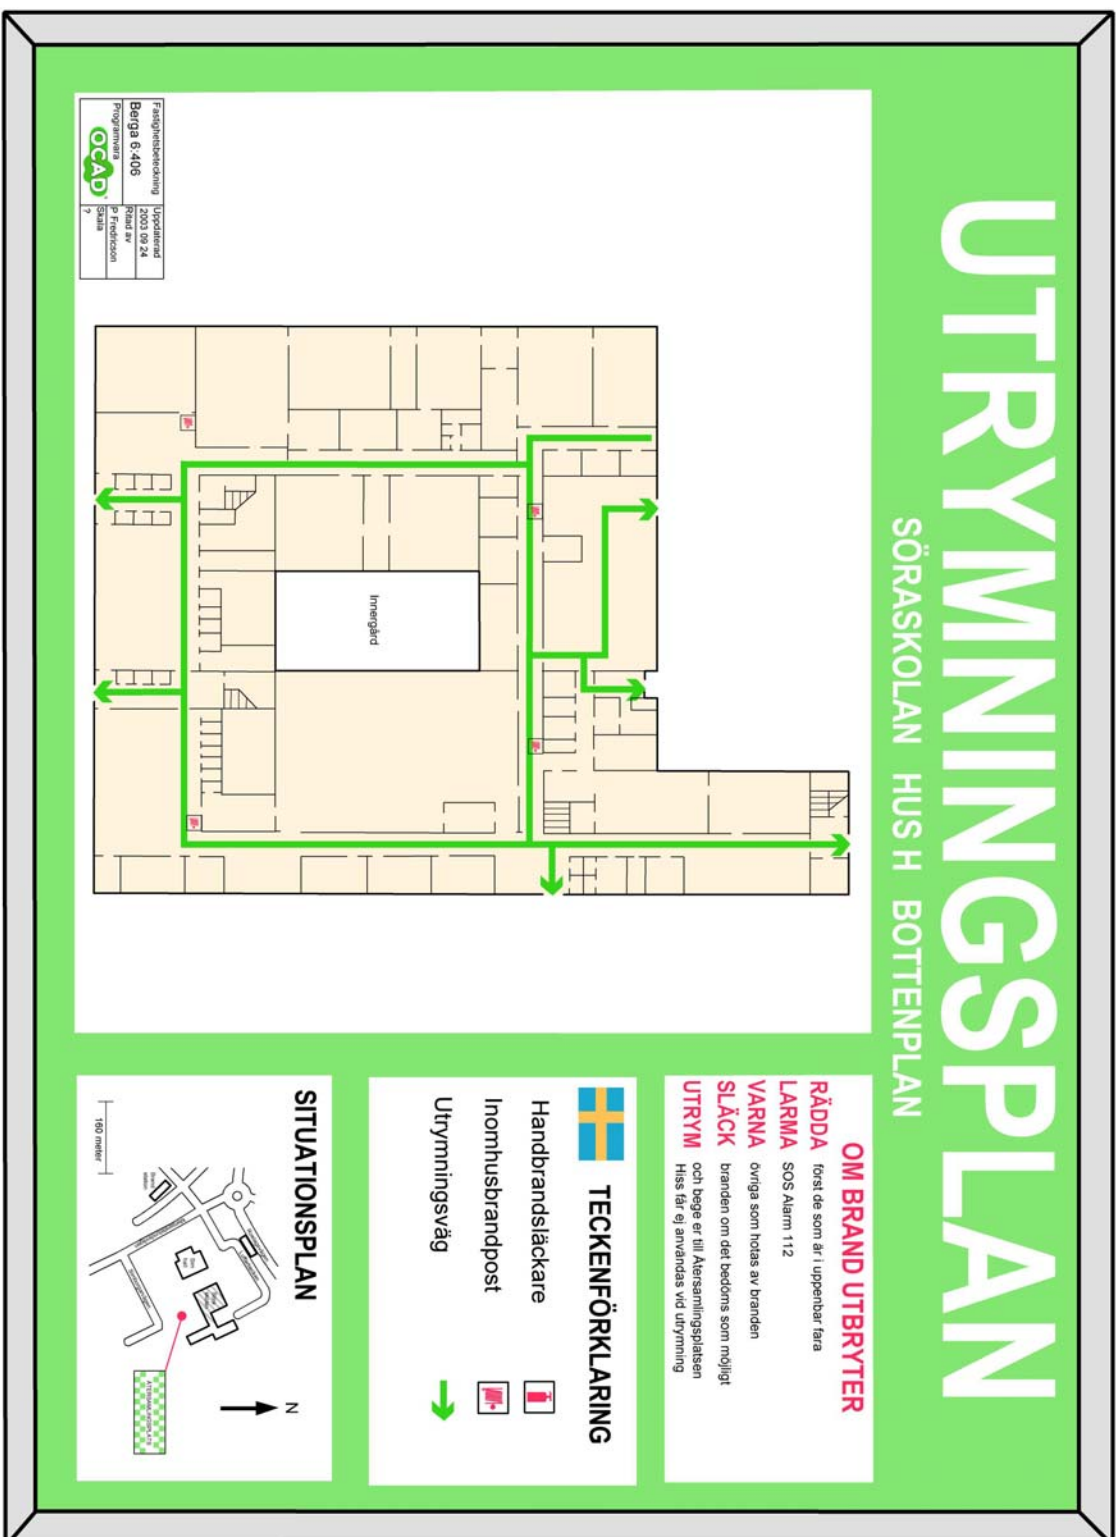 UTRYMNINGSPLAN
SÖRASKOLAN HUS H BOTTENPLAN
Fastighetsbeteckning
Berga 6:406
Uppdaterad
2003 09 24
Ritad av
P Fredricson
Programvara
OCAD
Skala
?
Innergård
OM BRAND UTBRYTER
RÄDDA först de som är i uppenbar fara
LARMA SOS Alarm 112
VARNA övriga som hotas av branden
SLÄCK branden om det bedöms som möjligt
UTRYM och bege er till Återsamlingsplatsen
Hiss får ej användas vid utrymning
TECKENFÖRKLARING
Handbrandsläckare
Inomhusbrandpost
Utrymningsväg
SITUATIONSPLAN
N
160 meter
ÅTERSAMLINGSPLATS